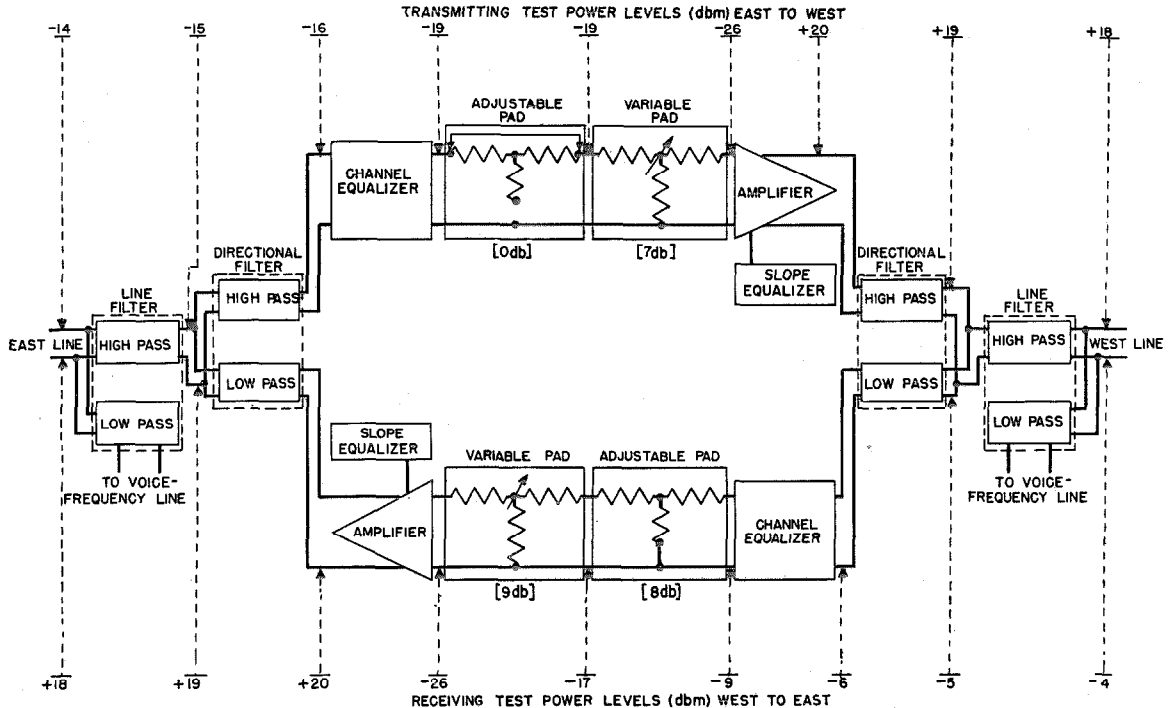 TRANSMITTING TEST POWER LEVELS (dbm) EAST TO WEST
-14 -15 -16 -19 -19 -26 +20 +19 +18
ADJUSTABLE PAD
VARIABLE PAD
CHANNEL EQUALIZER
AMPLIFIER
[0db]
[7db]
SLOPE EQUALIZER
DIRECTIONAL FILTER
DIRECTIONAL FILTER
LINE FILTER
HIGH PASS
HIGH PASS
LINE FILTER
EAST LINE
HIGH PASS
HIGH PASS
WEST LINE
LOW PASS
LOW PASS
LOW PASS
LOW PASS
SLOPE EQUALIZER
VARIABLE PAD
ADJUSTABLE PAD
TO VOICE-
FREQUENCY LINE
TO VOICE-
FREQUENCY LINE
AMPLIFIER
CHANNEL EQUALIZER
[9db]
[8db]
+18 +19 +20 -26 -17 -9 -6 -5 -4
RECEIVING TEST POWER LEVELS (dbm) WEST TO EAST